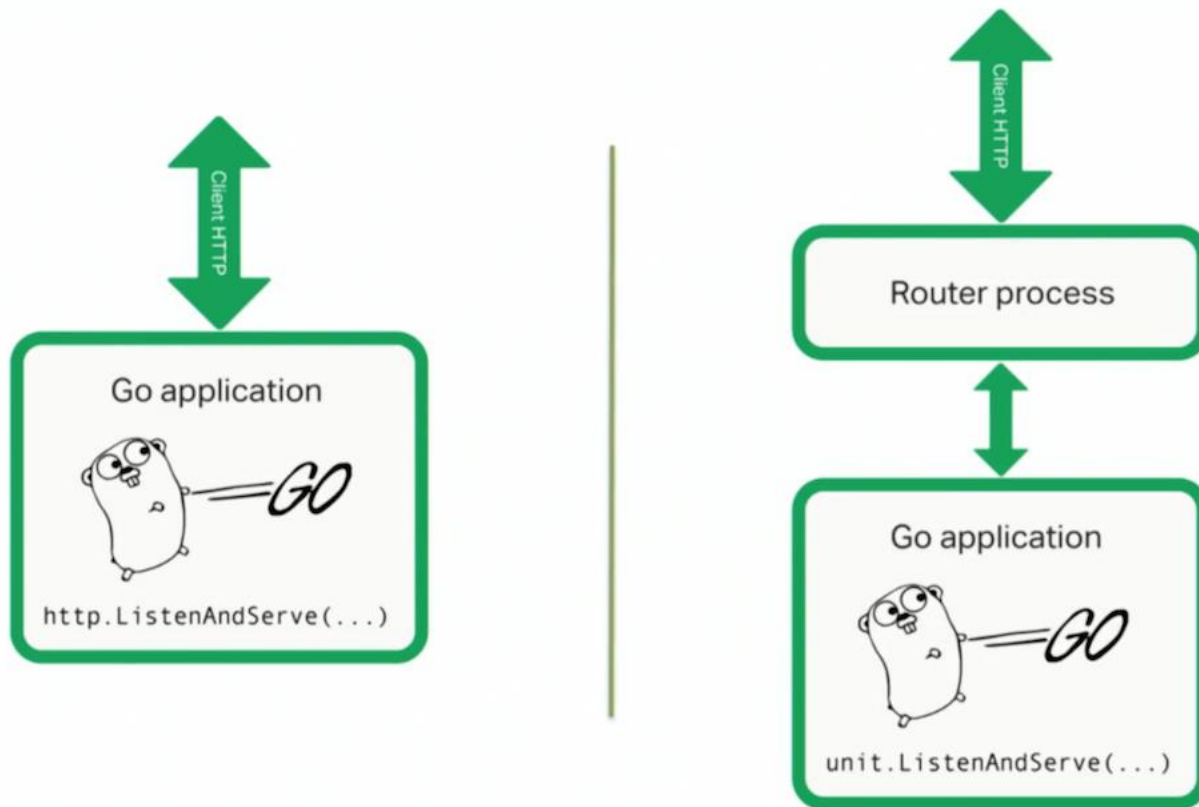 Client HTTP
Go application
GO
http.ListenAndServe(...)
Client HTTP
Router process
Go application
GO
unit.ListenAndServe(...)